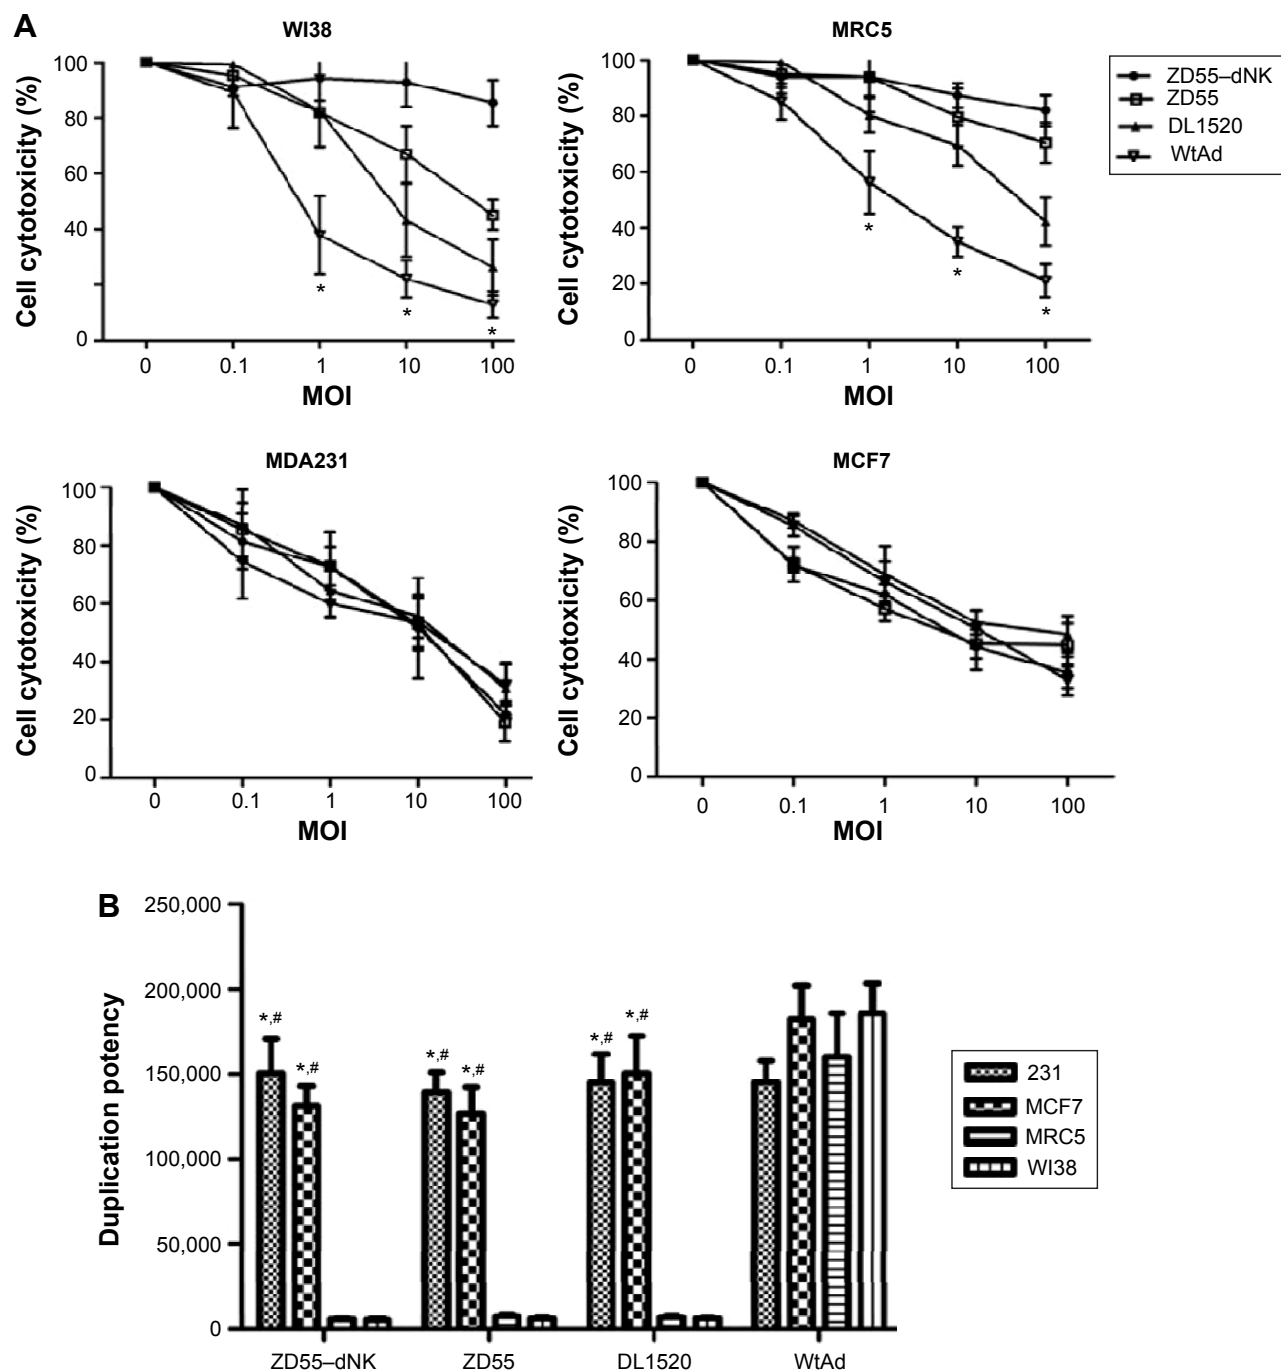 A
WI38
Cell cytotoxicity (%)
100
80
60
40
0
0 0.1 1 10 100
MOI
* * *
MRC5
Cell cytotoxicity (%)
100
80
60
40
20
0
0 0.1 1 10 100
MOI
* * *
ZD55–dNK
ZD55
DL1520
WtAd
MDA231
Cell cytotoxicity (%)
100
80
60
40
20
0
0 0.1 1 10 100
MOI
MCF7
Cell cytotoxicity (%)
100
80
60
40
20
0
0 0.1 1 10 100
MOI
B
Duplication potency
250,000
200,000
150,000
100,000
50,000
0
*,# *,# *,# *,# *,# *,#
ZD55–dNK ZD55 DL1520 WtAd
231
MCF7
MRC5
WI38